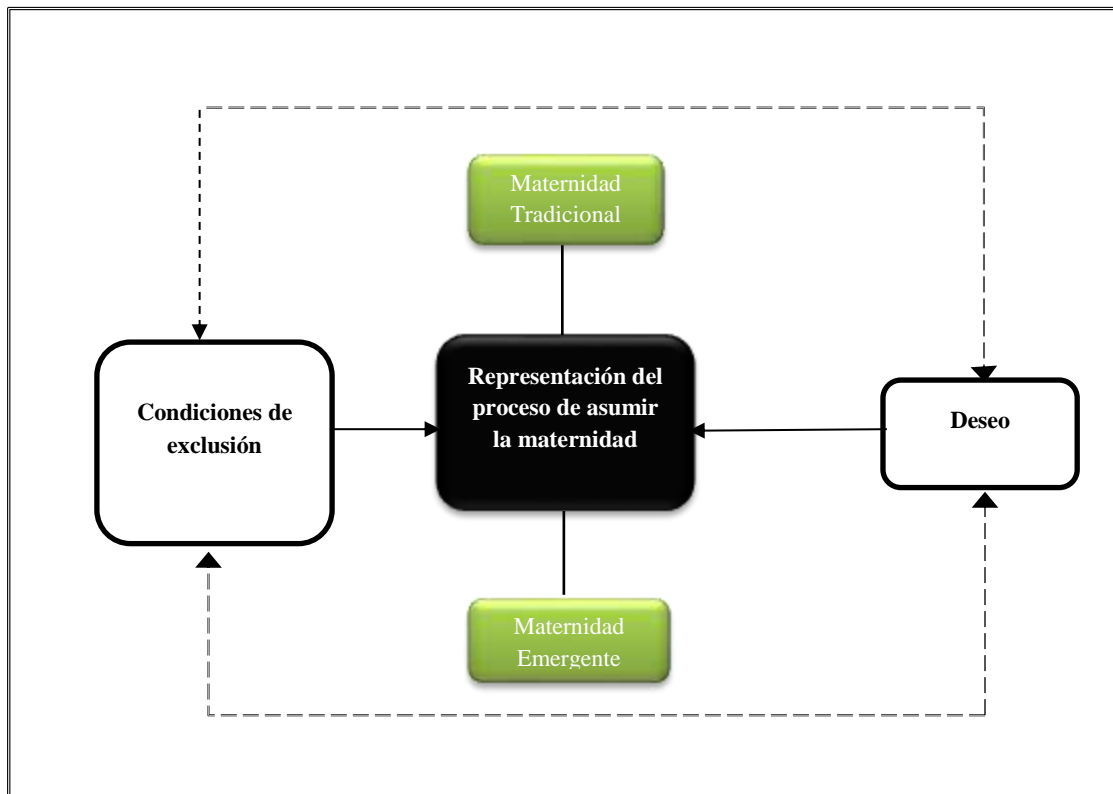 Maternidad
Tradicional
Condiciones de
exclusión
Representación del
proceso de asumir
la maternidad
Deseo
Maternidad
Emergente